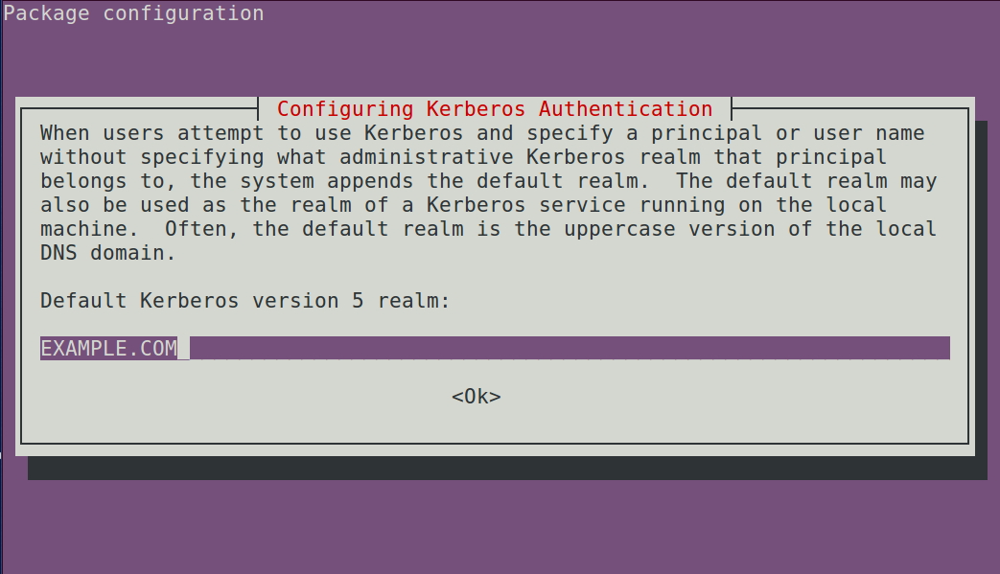 Package configuration
Configuring Kerberos Authentication
When users attempt to use Kerberos and specify a principal or user name
without specifying what administrative Kerberos realm that principal
belongs to, the system appends the default realm.  The default realm may
also be used as the realm of a Kerberos service running on the local
machine.  Often, the default realm is the uppercase version of the local
DNS domain.
Default Kerberos version 5 realm:
EXAMPLE.COM
<Ok>